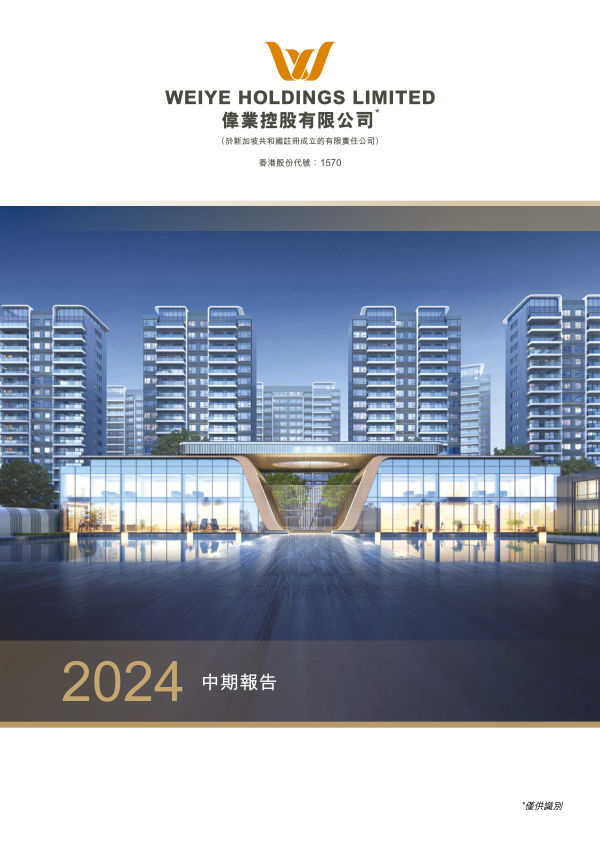 WEIYE HOLDINGS LIMITED
偉業控股有限公司*
（於新加坡共和國註冊成立的有限責任公司）
香港股份代號：1570
2024 中期報告
*僅供識別